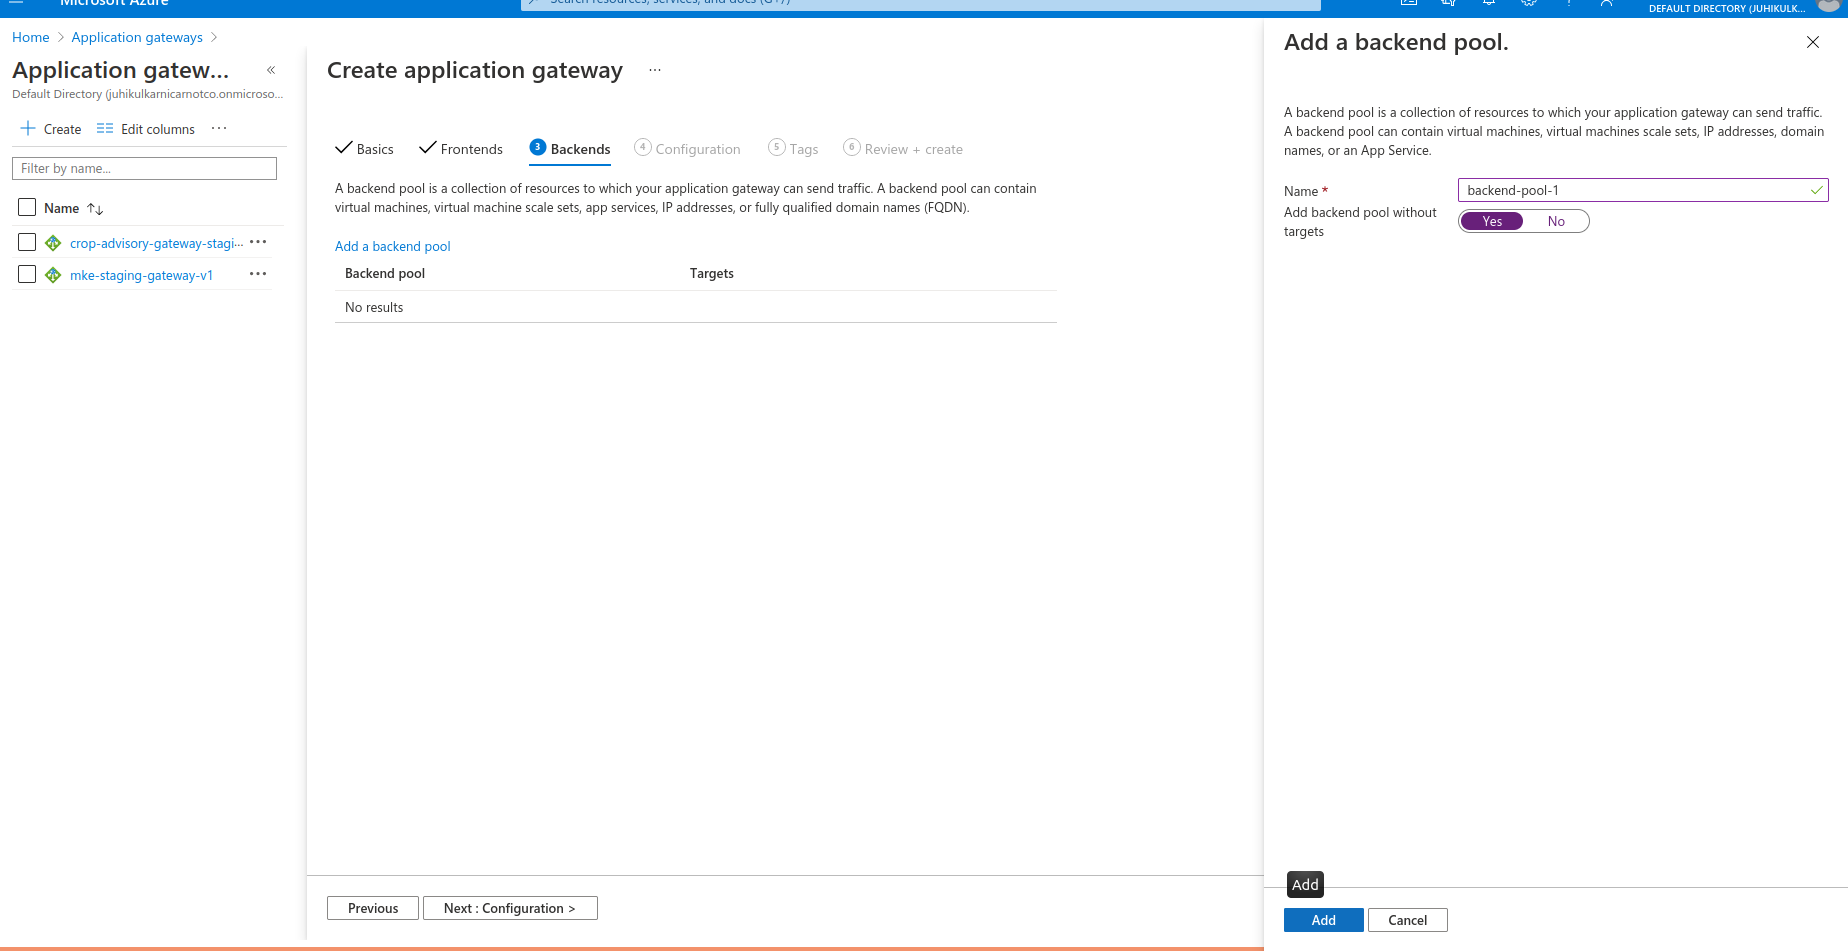 Microsoft Azure
Search resources, services, and docs (G+/)
DEFAULT DIRECTORY (JUHIKULK...
Home > Application gateways >
Application gatew...
«
Default Directory (juhikulkarnicarnotco.onmicroso...
+ Create
Edit columns
...
Filter by name...
Name ↑↓
crop-advisory-gateway-stagi... ...
mke-staging-gateway-v1 ...
Create application gateway ...
Basics
Frontends
3 Backends
4 Configuration
5 Tags
6 Review + create
A backend pool is a collection of resources to which your application gateway can send traffic. A backend pool can contain
virtual machines, virtual machine scale sets, app services, IP addresses, or fully qualified domain names (FQDN).
Add a backend pool
Backend pool
Targets
No results
Previous
Next : Configuration >
Add a backend pool.
A backend pool is a collection of resources to which your application gateway can send traffic.
A backend pool can contain virtual machines, virtual machines scale sets, IP addresses, domain
names, or an App Service.
Name *
backend-pool-1
Add backend pool without
targets
Yes
No
Add
Add
Cancel